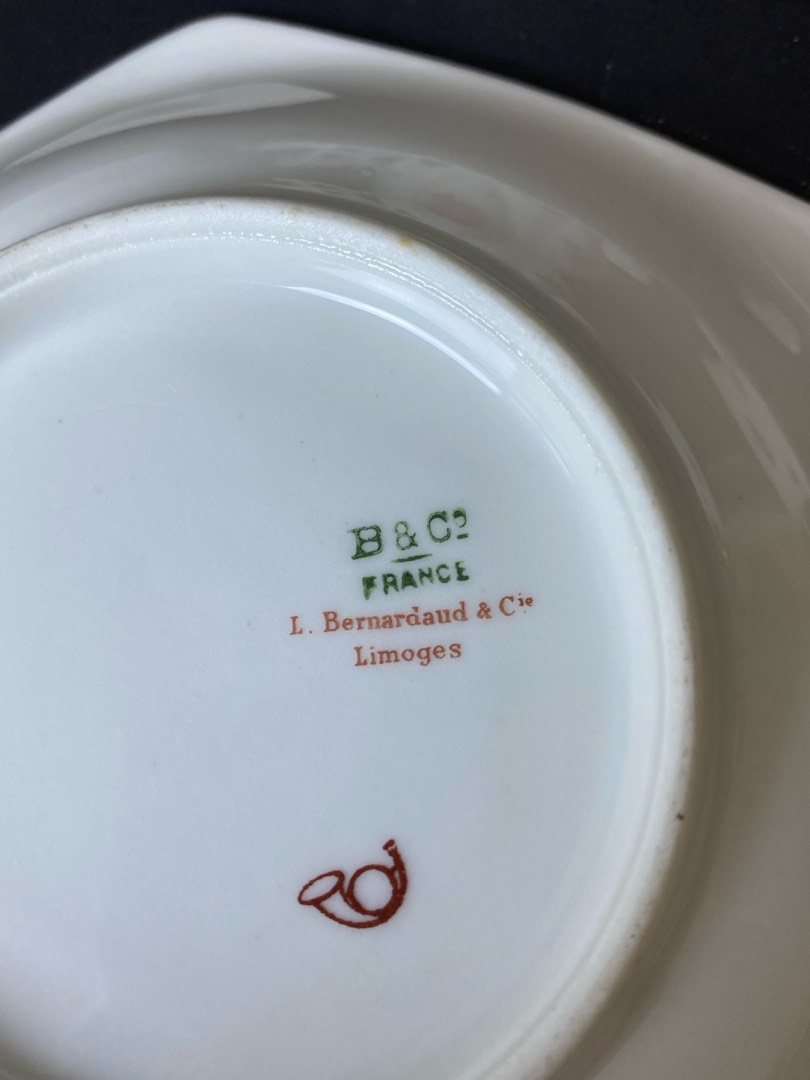 B & Cº
FRANCE
L. Bernardaud & Cie
Limoges